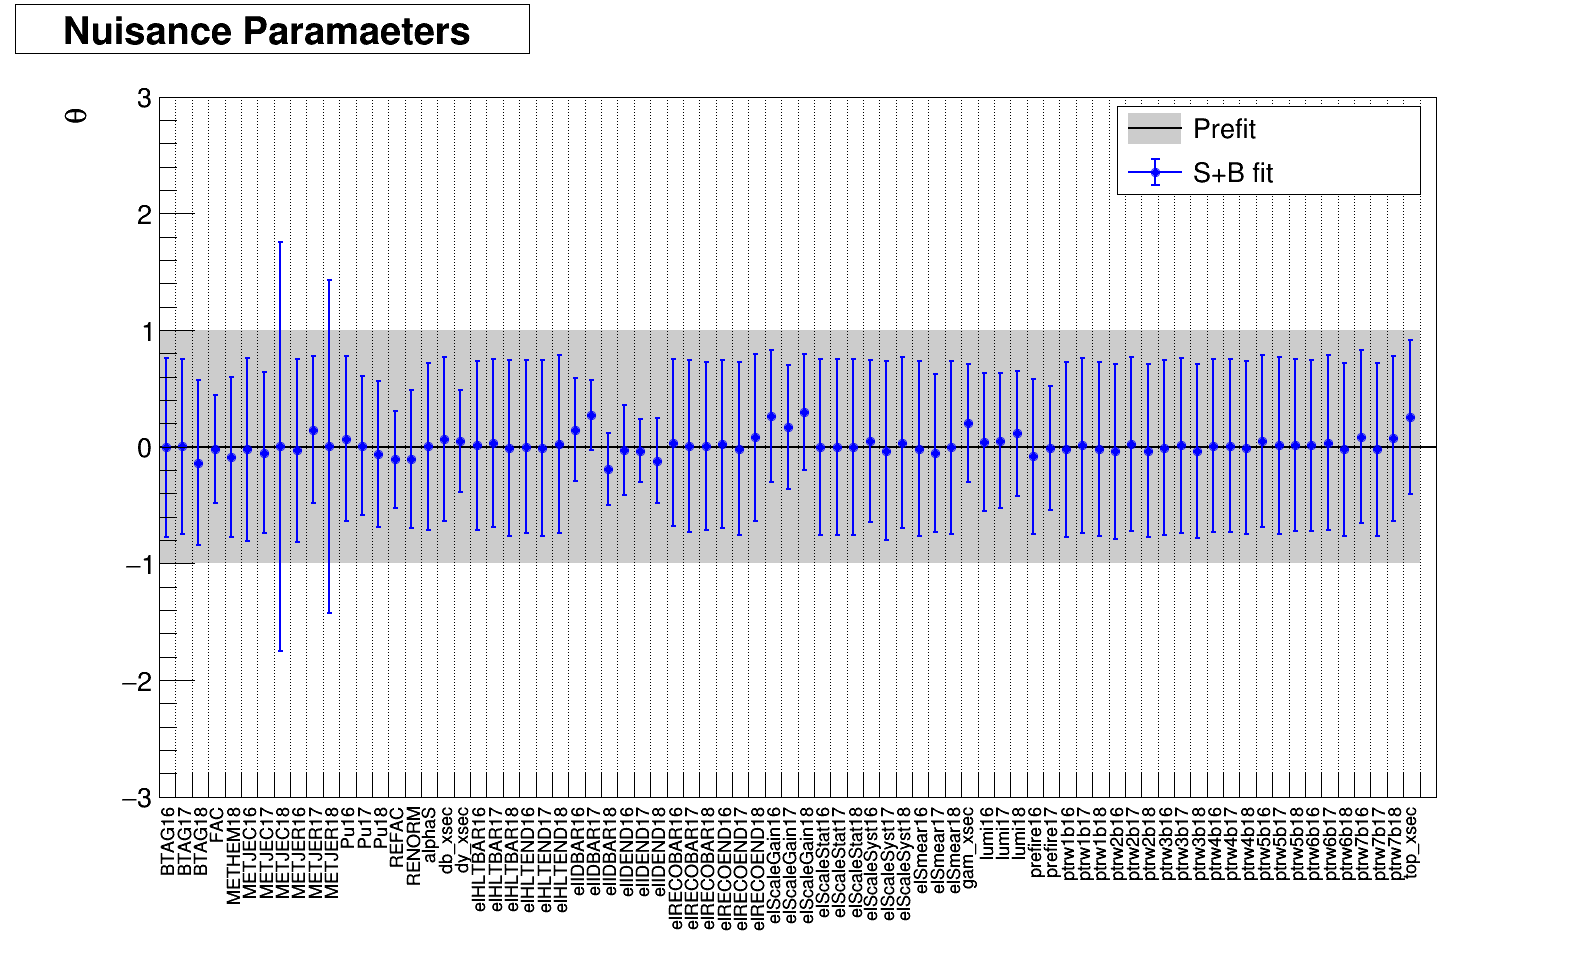 Nuisance Paramaeters
θ
3
2
1
0
−1
−2
−3
Prefit
S+B fit
BTAG16
BTAG17
BTAG18
FAC
METHEM18
METJEC16
METJEC17
METJEC18
METJER16
METJER17
METJER18
Pu16
Pu17
Pu18
REFAC
RENORM
alphaS
db_xsec
dy_xsec
elHLTBAR16
elHLTBAR17
elHLTBAR18
elHLTEND16
elHLTEND17
elHLTEND18
elIDBAR16
elIDBAR17
elIDBAR18
elIDEND16
elIDEND17
elIDEND18
elRECOBAR16
elRECOBAR17
elRECOBAR18
elRECOEND16
elRECOEND17
elRECOEND18
elScaleGain16
elScaleGain17
elScaleGain18
elScaleStat16
elScaleStat17
elScaleStat18
elScaleSyst16
elScaleSyst17
elScaleSyst18
elSmear16
elSmear17
elSmear18
gam_xsec
lumi16
lumi17
lumi18
prefire16
prefire17
ptrw1b16
ptrw1b17
ptrw1b18
ptrw2b16
ptrw2b17
ptrw2b18
ptrw3b16
ptrw3b17
ptrw3b18
ptrw4b16
ptrw4b17
ptrw4b18
ptrw5b16
ptrw5b17
ptrw5b18
ptrw6b16
ptrw6b17
ptrw6b18
ptrw7b16
ptrw7b17
ptrw7b18
top_xsec